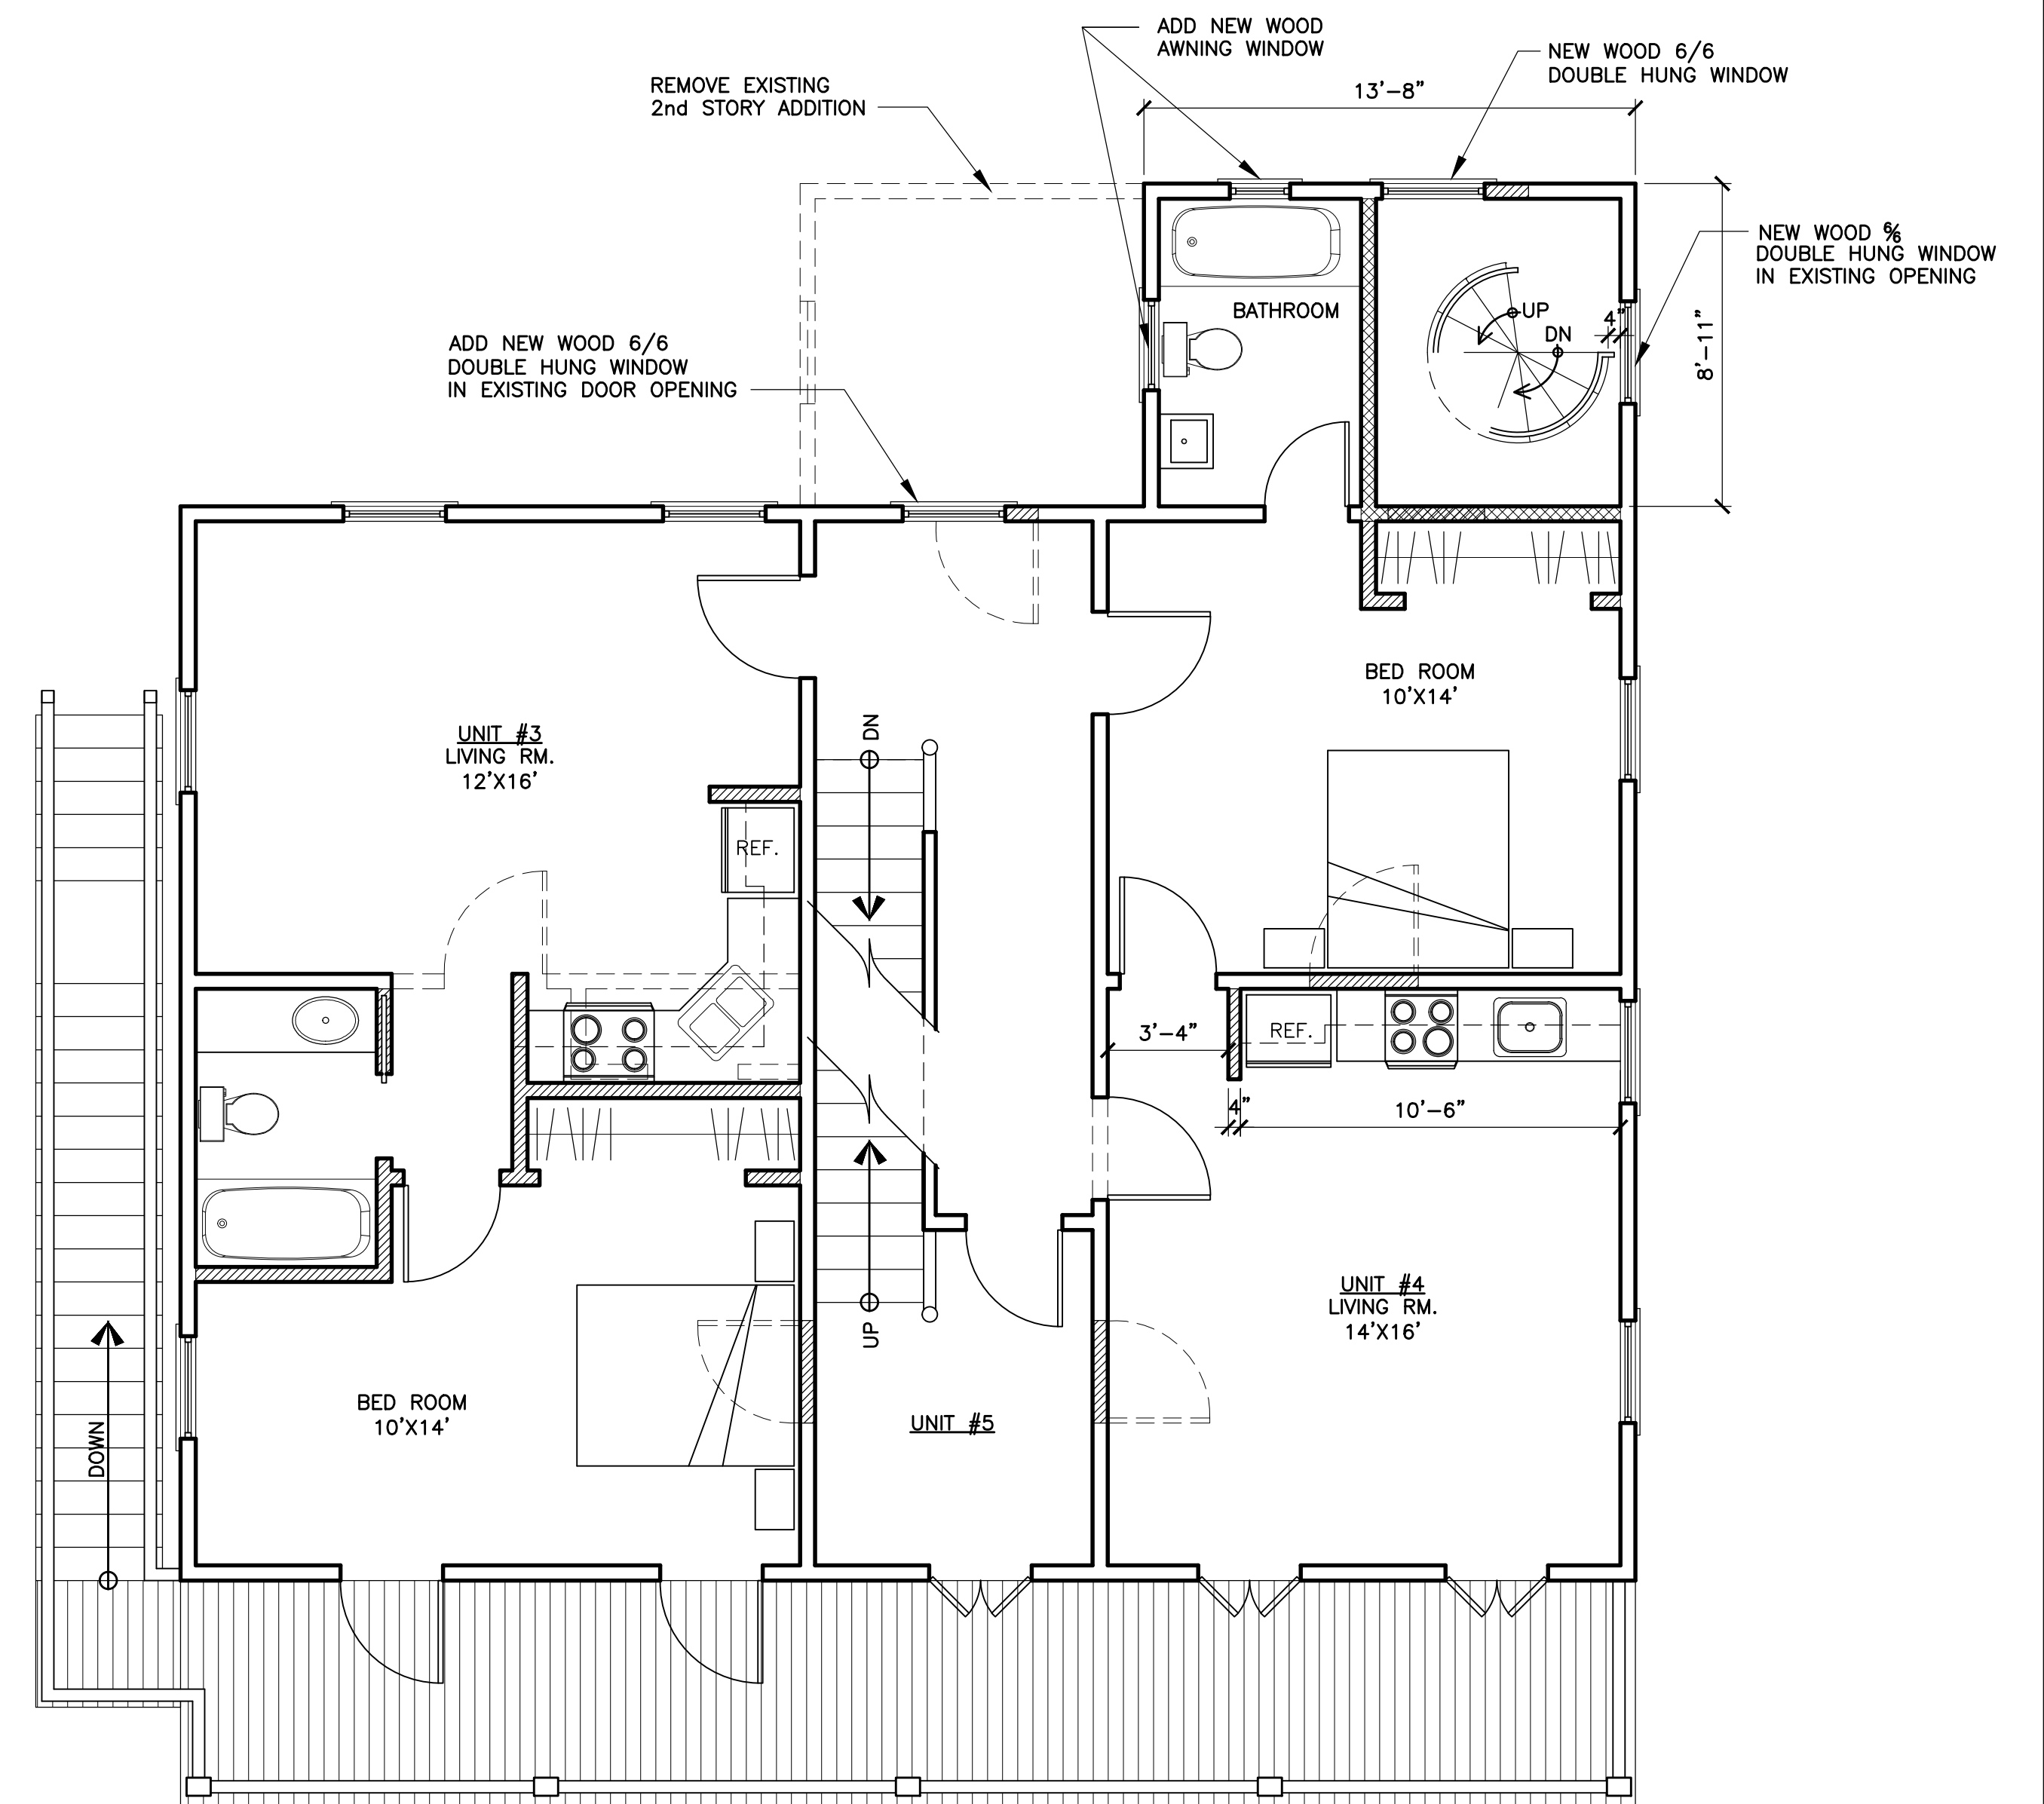 ADD NEW WOOD
AWNING WINDOW
NEW WOOD 6/6
DOUBLE HUNG WINDOW
13'-8"
REMOVE EXISTING
2nd STORY ADDITION
NEW WOOD 6/6
DOUBLE HUNG WINDOW
IN EXISTING OPENING
8'-11"
BATHROOM
UP
DN
4"
ADD NEW WOOD 6/6
DOUBLE HUNG WINDOW
IN EXISTING DOOR OPENING
BED ROOM
10'X14'
UNIT #3
LIVING RM.
12'X16'
DN
REF.
REF.
3'-4"
4"
10'-6"
UNIT #4
LIVING RM.
14'X16'
UP
BED ROOM
10'X14'
UNIT #5
DOWN